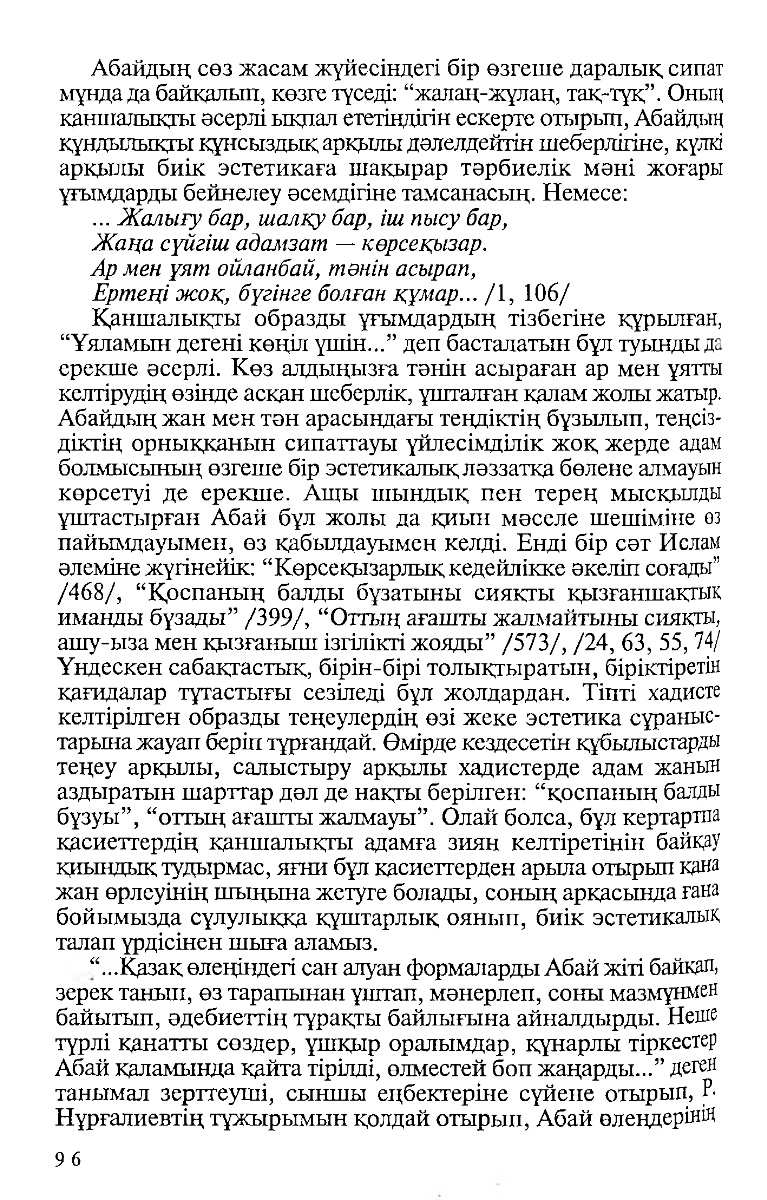 Абайдың сөз жасам жүйесіндегі бір өзгеше даралық сипат
мұнда да байқалып, көзге түседі: “жалаң-жұлаң, тақ-тұқ”. Оның
қаншалықты әсерлі ықпал ететіндігін ескерте отырып, Абайдың
құндылықты құнсыздық арқылы дәлелдейтін шеберлігіне, күлкі
арқылы биік эстетикаға шақырар тәрбиелік мәні жоғары
ұғымдарды бейнелеу әсемдігіне тамсанасың. Немесе:
... Жалығу бар, шалқу бар, іш пысу бар,
Жаңа сүйгіш адамзат — көрсеқызар.
Ар мен ұят ойланбай, тәнін асырап,
Ертеңі жоқ, бүгінге болған құмар... /1, 106/
Қаншалықты образды ұғымдардың тізбегіне құрылған,
“Ұяламын дегені көңіл үшін...” деп басталатын бұл туынды да
ерекше әсерлі. Көз алдыңызға тәнін асыраған ар мен ұятты
келтірудің өзінде асқан шеберлік, ұшталған қалам жолы жатыр.
Абайдың жан мен тән арасындағы теңдіктің бұзылып, теңсіз-
діктің орныққанын сипаттауы үйлесімділік жоқ жерде адам
болмысының өзгеше бір эстетикалық ләззатқа бөлене алмауын
көрсетуі де ерекше. Ащы шындық пен терең мысқылды
ұштастырған Абай бұл жолы да қиын мәселе шешіміне өз
пайымдауымен, өз қабылдауымен келді. Енді бір сәт Ислам
әлеміне жүгінейік: “Көрсеқызарлық кедейлікке әкеліп соғады”
/468/, “Қоспаның балды бұзатыны сияқты қызғаншақтық
иманды бұзады” /399/, “Оттың ағашты жалмайтыны сияқты,
ашу-ыза мен қызғаныш ізгілікті жояды” /573/, /24, 63, 55, 74/
Үндескен сабақтастық, бірін-бірі толықтыратын, біріктіретін
қағидалар тұтастығы сезіледі бұл жолдардан. Тіпті хадисте
келтірілген образды теңеулердің өзі жеке эстетика сұраныс-
тарына жауап беріп тұрғандай. Өмірде кездесетін құбылыстарды
теңеу арқылы, салыстыру арқылы хадистерде адам жанын
аздыратын шарттар дәл де нақты берілген: “қоспаның балды
бұзуы”, “оттың ағашты жалмауы”. Олай болса, бұл кертартпа
қасиеттердің қаншалықты адамға зиян келтіретінін байқау
қиындық тудырмас, яғни бұл қасиеттерден арыла отырып қана
жан өрлеуінің шыңына жетуге болады, соның арқасында ғана
бойымызда сұлулыққа құштарлық оянып, биік эстетикалық
талап үрдісінен шыға аламыз.
“...Қазақ өлеңіндегі сан алуан формаларды Абай жіті байқап,
зерек танып, өз тарапынан ұштап, мәнерлеп, соны мазмұнмен
байытып, әдебиеттің тұрақты байлығына айналдырды. Неше
түрлі қанатты сөздер, ұшқыр оралымдар, құнарлы тіркестер
Абай қаламында қайта тірілді, өлместей боп жаңарды...” деген
танымал зерттеуші, сыншы еңбектеріне сүйене отырып, Р.
Нұрғалиевтің тұжырымын қолдай отырып, Абай өлеңдерінің
96